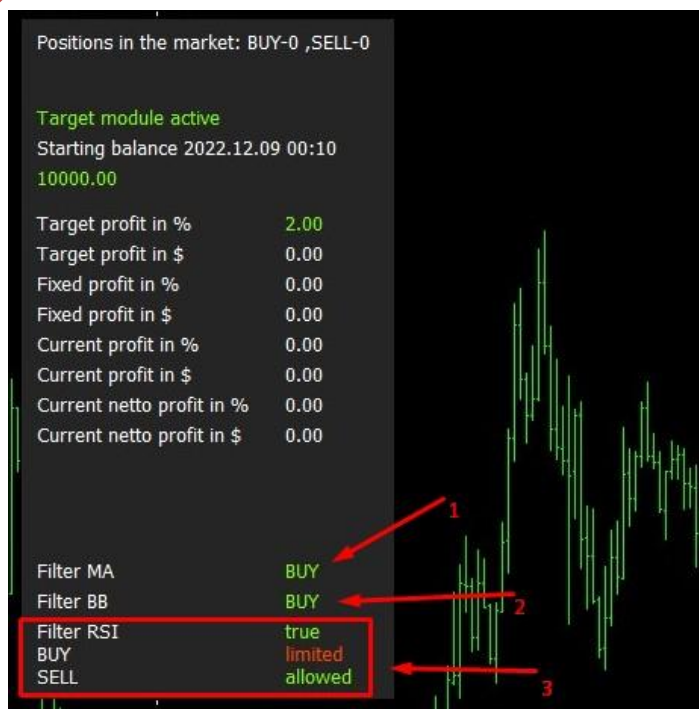 Positions in the market: BUY-0 ,SELL-0
Target module active
Starting balance 2022.12.09 00:10
10000.00
Target profit in % 2.00
Target profit in $ 0.00
Fixed profit in % 0.00
Fixed profit in $ 0.00
Current profit in % 0.00
Current profit in $ 0.00
Current netto profit in % 0.00
Current netto profit in $ 0.00
1
Filter MA BUY
Filter BB BUY
2
Filter RSI true
BUY limited
SELL allowed
3